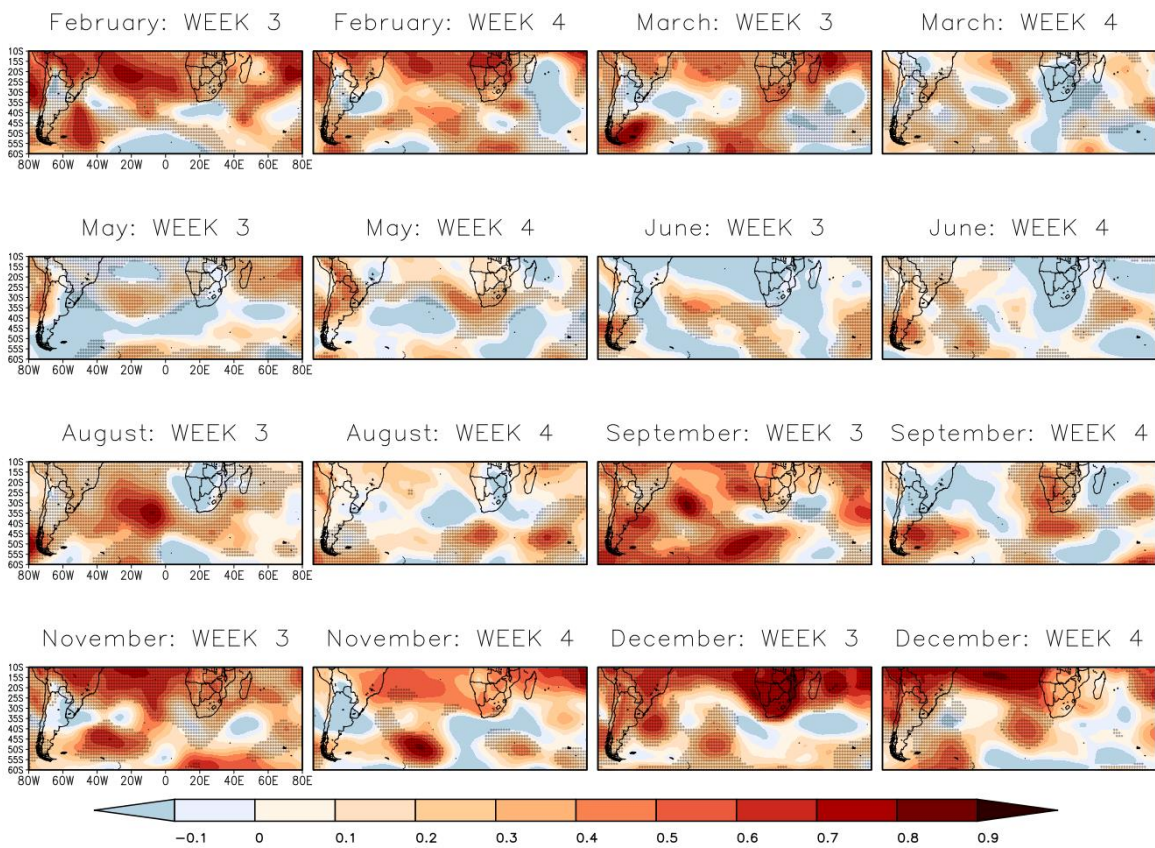 February: WEEK 3 February: WEEK 4 March: WEEK 3 March: WEEK 4
10S
15S
20S
25S
30S
35S
40S
45S
50S
55S
60S
80W 60W 40W 20W 0 20E 40E 60E 80E
May: WEEK 3 May: WEEK 4 June: WEEK 3 June: WEEK 4
10S
15S
20S
25S
30S
35S
40S
45S
50S
55S
60S
80W 60W 40W 20W 0 20E 40E 60E 80E
August: WEEK 3 August: WEEK 4 September: WEEK 3 September: WEEK 4
10S
15S
20S
25S
30S
35S
40S
45S
50S
55S
60S
80W 60W 40W 20W 0 20E 40E 60E 80E
November: WEEK 3 November: WEEK 4 December: WEEK 3 December: WEEK 4
10S
15S
20S
25S
30S
35S
40S
45S
50S
55S
60S
80W 60W 40W 20W 0 20E 40E 60E 80E
-0.1 0 0.1 0.2 0.3 0.4 0.5 0.6 0.7 0.8 0.9